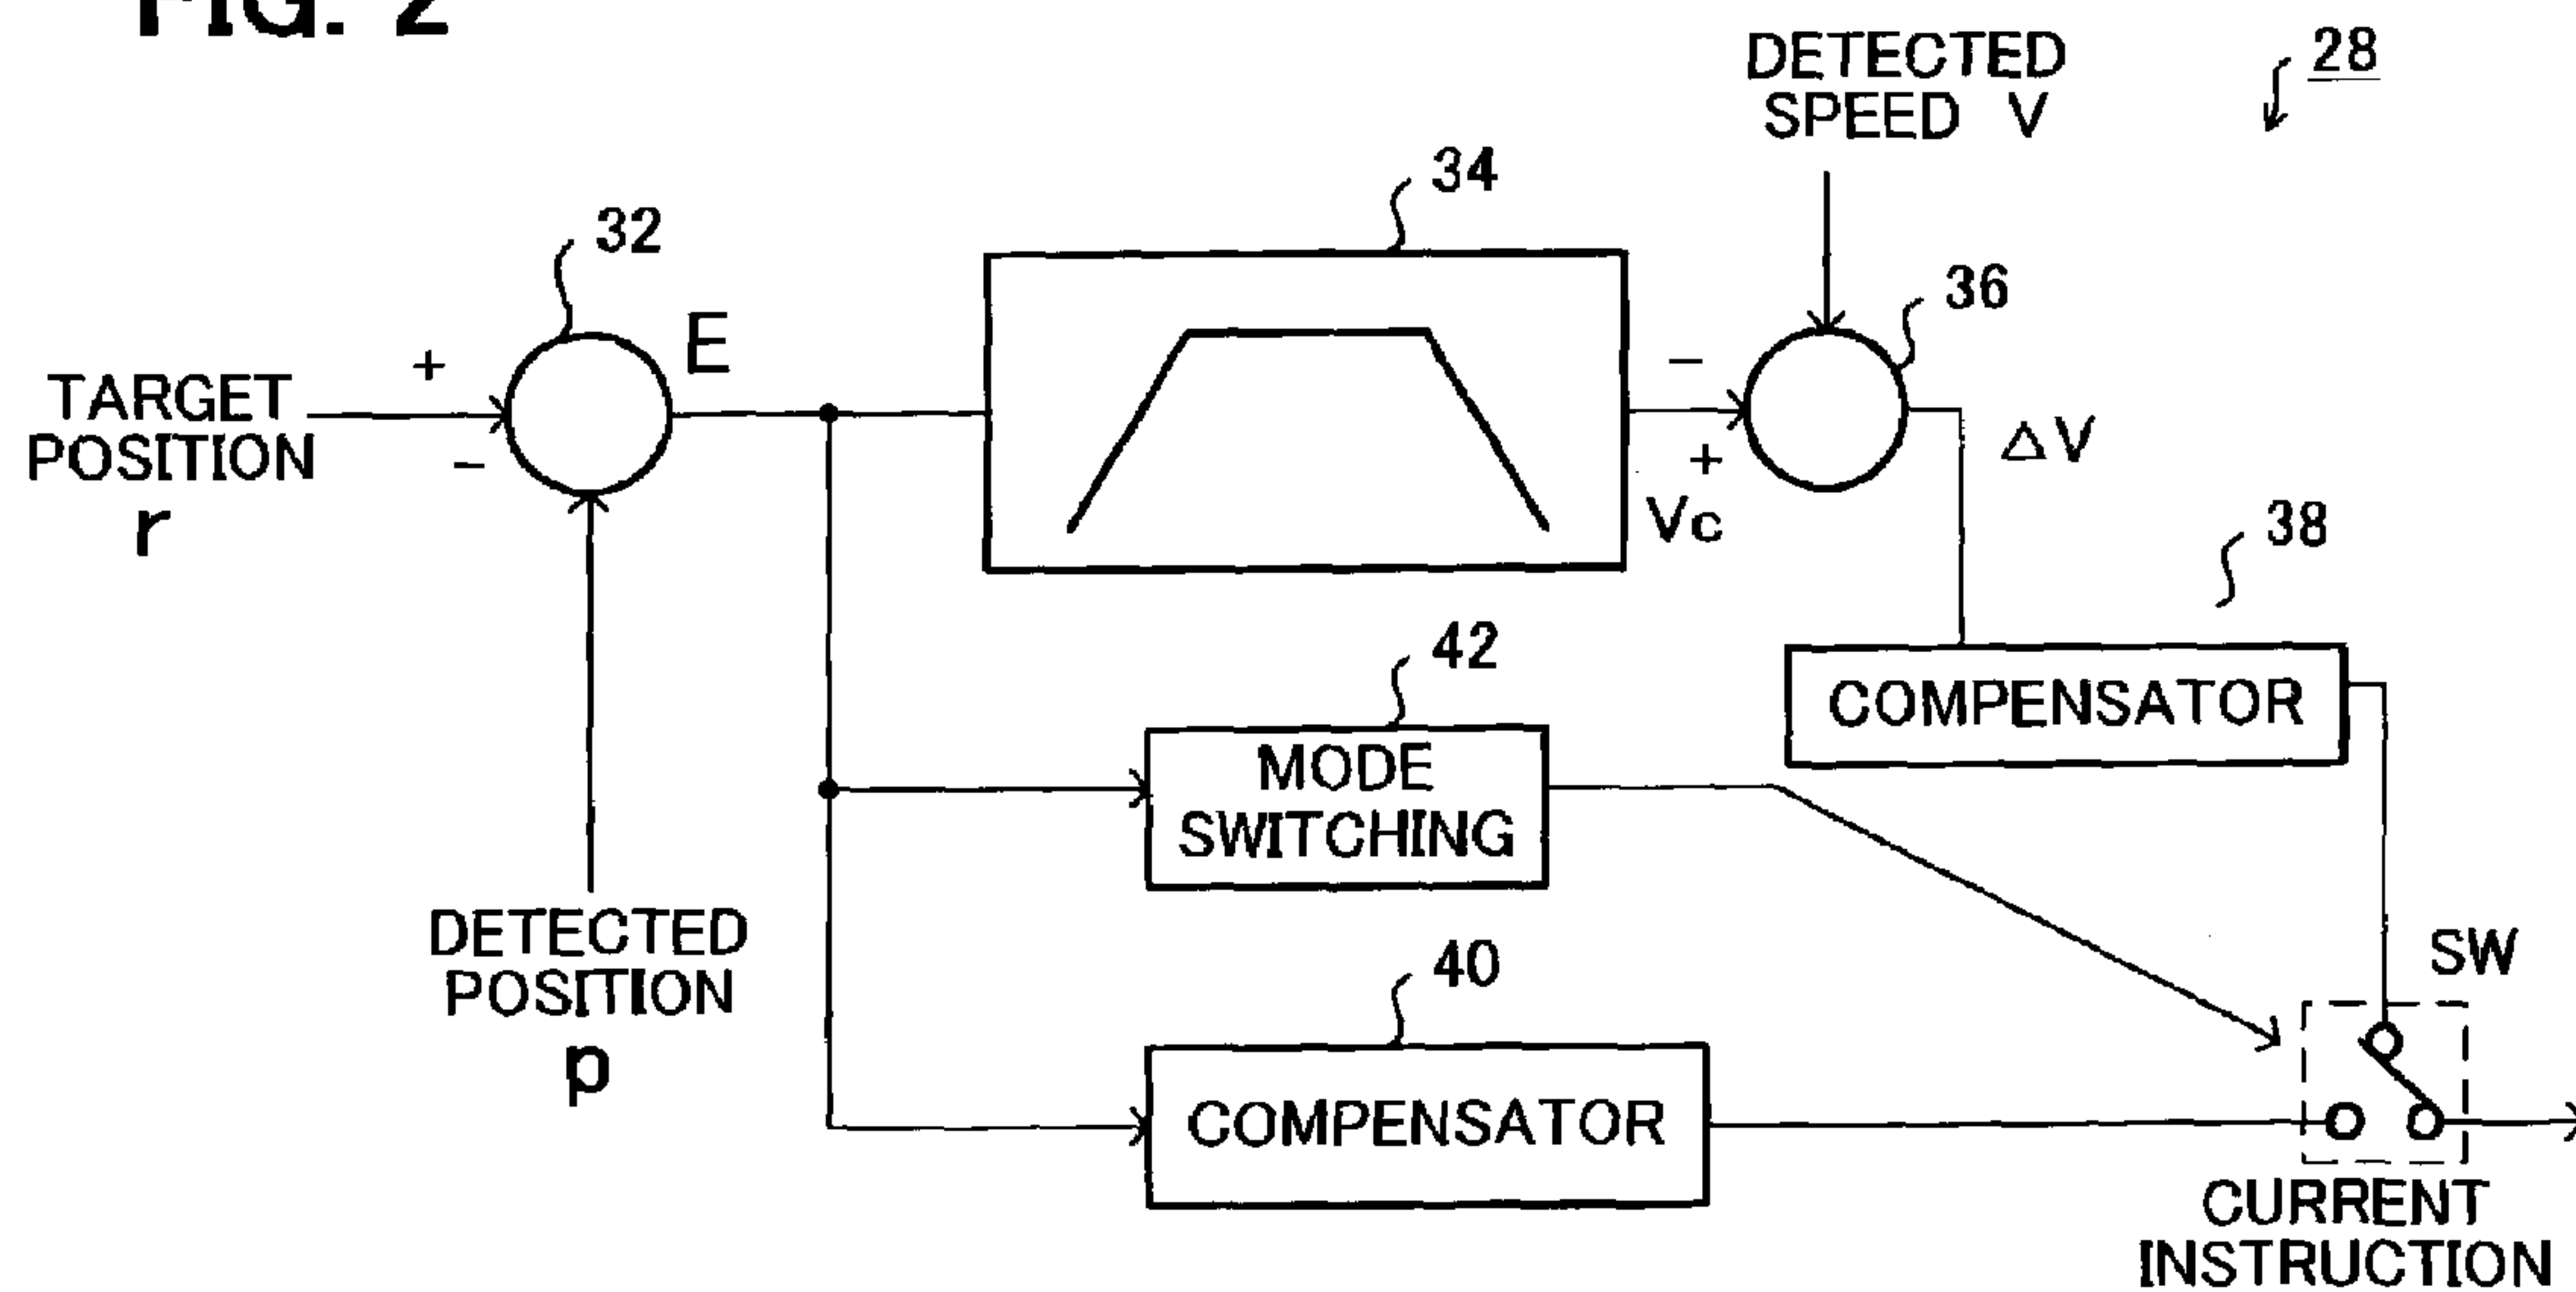 FIG. 2
DETECTED
SPEED V
28
34
32
36
E
+
−
TARGET
POSITION
r
−
+
Vc
ΔV
38
42
COMPENSATOR
MODE
SWITCHING
DETECTED
POSITION
p
40
SW
COMPENSATOR
CURRENT
INSTRUCTION